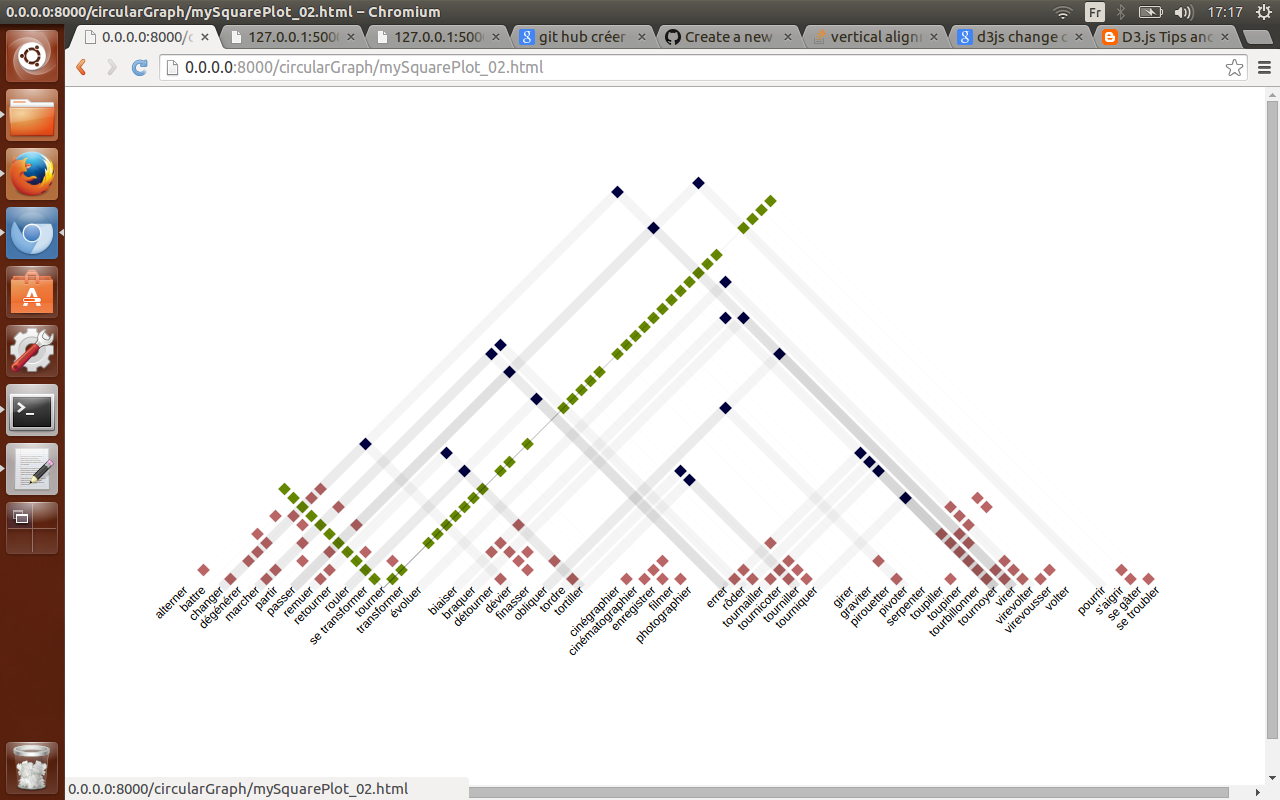 0.0.0.0:8000/circularGraph/mySquarePlot_02.html – Chromium
Fr
17:17
0.0.0.0:8000/c
127.0.0.1:500
127.0.0.1:500
git hub créer
Create a new
vertical alignm
d3js change c
D3.js Tips and
0.0.0.0:8000/circularGraph/mySquarePlot_02.html
alterner
battre
changer
dégénérer
marcher
partir
passer
remuer
retourner
rouler
se transformer
tourner
transformer
évoluer
biaiser
braquer
détourner
dévier
finasser
obliquer
tordre
tortiller
cinégraphier
cinématographier
enregistrer
filmer
photographier
errer
rôder
tournailler
tournicoter
tourniller
tourniquer
girer
graviter
pirouetter
pivoter
serpenter
toupiller
toupiner
tourbillonner
tournoyer
virer
virevolter
virevousser
volter
pourrir
s'aigrir
se gâter
se troubler
0.0.0.0:8000/circularGraph/mySquarePlot_02.html